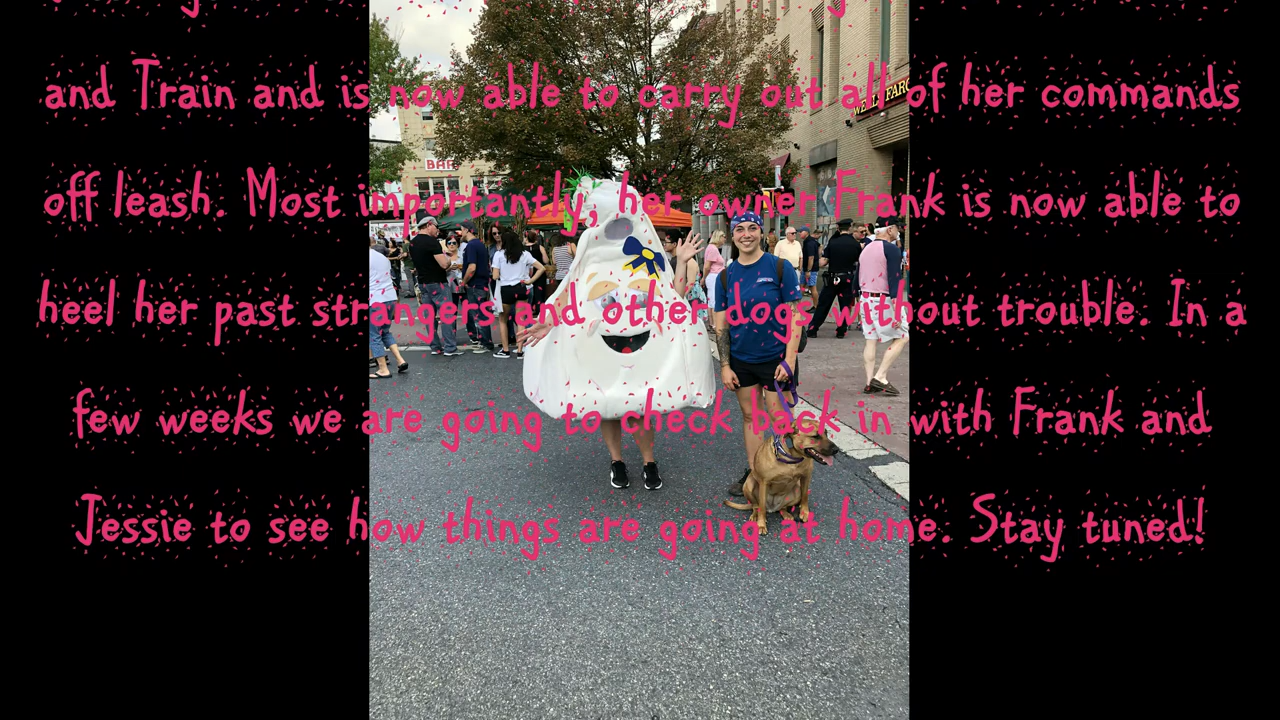 and Train and is now able to carry out all of her commands
off leash. Most importantly, her owner Frank is now able to
heel her past strangers and other dogs without trouble. In a
few weeks we are going to check back in with Frank and
Jessie to see how things are going at home. Stay tuned!
BAR
WELLS FARGO